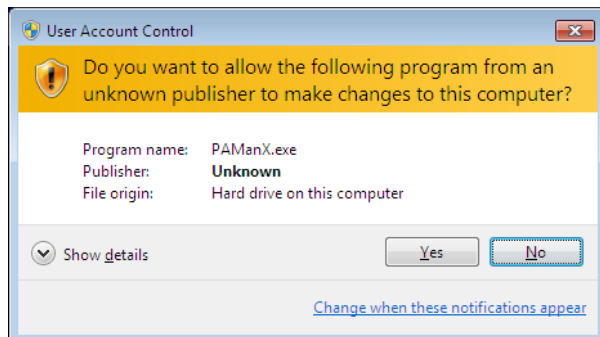 User Account Control
Do you want to allow the following program from an
unknown publisher to make changes to this computer?
Program name: PAManX.exe
Publisher: Unknown
File origin: Hard drive on this computer
Show details
Yes
No
Change when these notifications appear